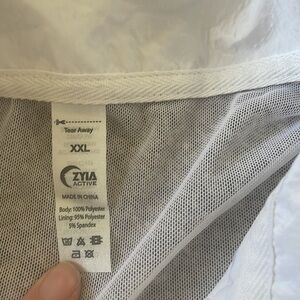 Tear Away
XXL
ZYIA
ACTIVE
MADE IN CHINA
Body: 100% Polyester
Lining: 95% Polyester
5% Spandex